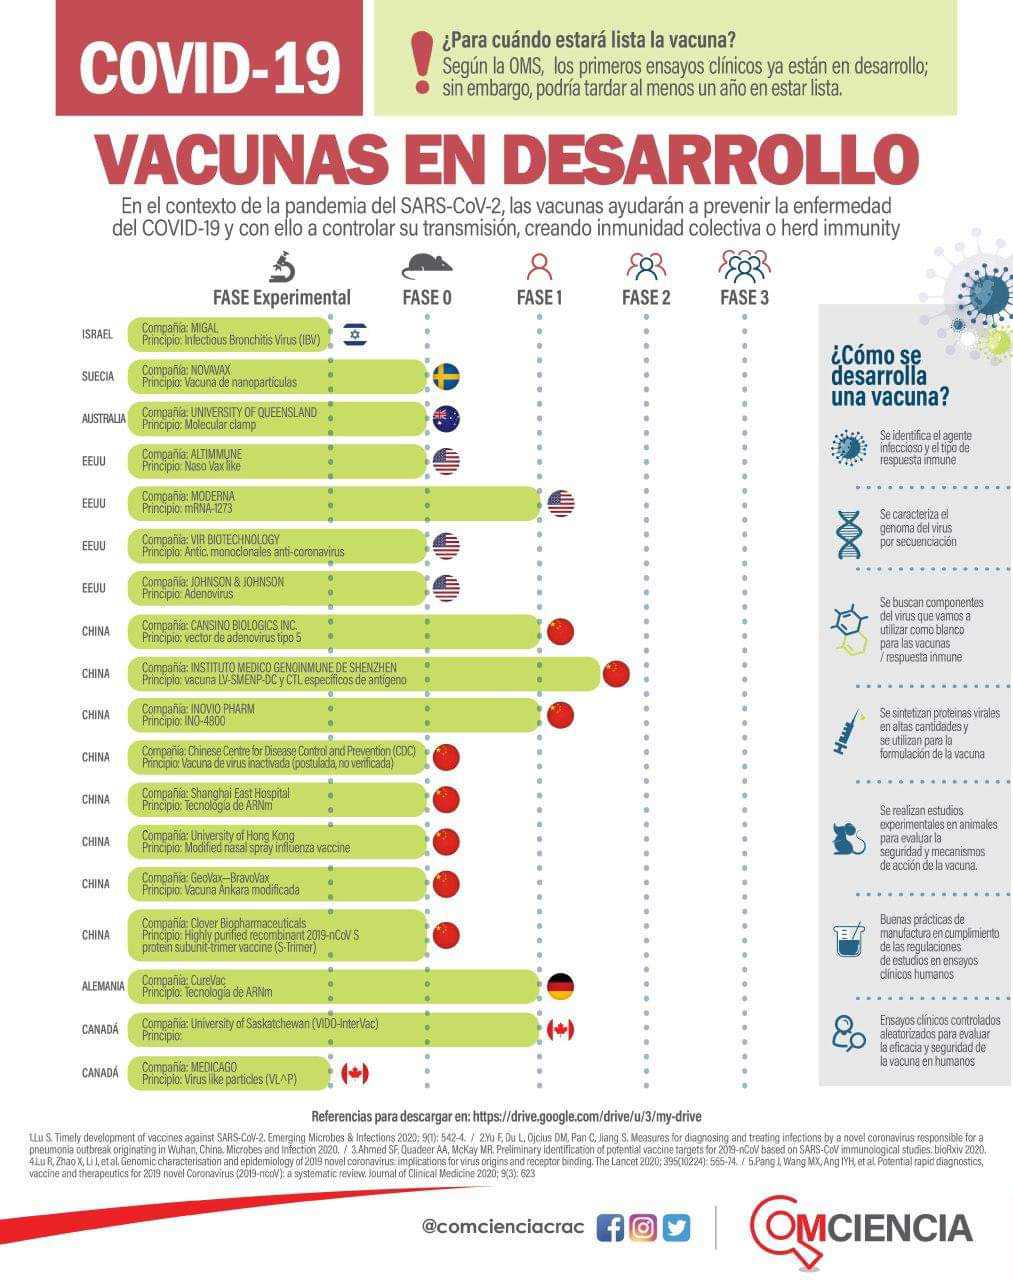 COVID-19
¿Para cuándo estará lista la vacuna?
Según la OMS, los primeros ensayos clínicos ya están en desarrollo;
sin embargo, podría tardar al menos un año en estar lista.
VACUNAS EN DESARROLLO
En el contexto de la pandemia del SARS-CoV-2, las vacunas ayudarán a prevenir la enfermedad
del COVID-19 y con ello a controlar su transmisión, creando inmunidad colectiva o herd immunity
FASE Experimental
FASE 0
FASE 1
FASE 2
FASE 3
ISRAEL
Compañía: MIGAL
Principio: Infectious Bronchitis Virus (IBV)
SUECIA
Compañía: NOVAVAX
Principio: Vacuna de nanopartículas
AUSTRALIA
Compañía: UNIVERSITY OF QUEENSLAND
Principio: Molecular clamp
EEUU
Compañía: ALTIMMUNE
Principio: Naso Vax like
EEUU
Compañía: MODERNA
Principio: mRNA-1273
EEUU
Compañía: VIR BIOTECHNOLOGY
Principio: Antic. monoclonales anti-coronavirus
EEUU
Compañía: JOHNSON & JOHNSON
Principio: Adenovirus
CHINA
Compañía: CANSINO BIOLOGICS INC.
Principio: vector de adenovirus tipo 5
CHINA
Compañía: INSTITUTO MEDICO GENOINMUNE DE SHENZHEN
Principio: vacuna LV-SMENP-DC y CTL específicos de antígeno
CHINA
Compañía: INOVIO PHARM
Principio: INO-4800
CHINA
Compañía: Chinese Centre for Disease Control and Prevention (CDC)
Principio: Vacuna de virus inactivada (postulada, no verificada)
CHINA
Compañía: Shanghai East Hospital
Principio: Tecnología de ARNm
CHINA
Compañía: University of Hong Kong
Principio: Modified nasal spray influenza vaccine
CHINA
Compañía: GeoVax—BravoVax
Principio: Vacuna Ankara modificada
CHINA
Compañía: Clover Biopharmaceuticals
Principio: Highly purified recombinant 2019-nCoV S
protein subunit-trimer vaccine (S-Trimer)
ALEMANIA
Compañía: CureVac
Principio: Tecnología de ARNm
CANADÁ
Compañía: University of Saskatchewan (VIDO-InterVac)
Principio:
CANADÁ
Compañía: MEDICAGO
Principio: Virus like particles (VL^P)
¿Cómo se
desarrolla
una vacuna?
Se identifica el agente
infeccioso y el tipo de
respuesta inmune
Se caracteriza el
genoma del virus
por secuenciación
Se buscan componentes
del virus que vamos a
utilizar como blanco
para las vacunas
/ respuesta inmune
Se sintetizan proteinas virales
en altas cantidades y
se utilizan para la
formulación de la vacuna
Se realizan estudios
experimentales en animales
para evaluar la
seguridad y mecanismos
de acción de la vacuna.
Buenas prácticas de
manufactura en cumplimiento
de las regulaciones
de estudios en ensayos
clínicos humanos
Ensayos clínicos controlados
aleatorizados para evaluar
la eficacia y seguridad de
la vacuna en humanos
Referencias para descargar en: https://drive.google.com/drive/u/3/my-drive
1.Lu S. Timely development of vaccines against SARS-CoV-2. Emerging Microbes & Infections 2020; 9(1): 542-4. / 2.Yu F, Du L, Ojcius DM, Pan C, Jiang S. Measures for diagnosing and treating infections by a novel coronavirus responsible for a
pneumonia outbreak originating in Wuhan, China. Microbes and Infection 2020. / 3.Ahmed SF, Quadeer AA, McKay MR. Preliminary identification of potential vaccine targets for 2019-nCoV based on SARS-CoV immunological studies. bioRxiv 2020.
4.Lu R, Zhao X, Li J, et al. Genomic characterisation and epidemiology of 2019 novel coronavirus: implications for virus origins and receptor binding. The Lancet 2020; 395(10224): 565-74. / 5.Pang J, Wang MX, Ang IYH, et al. Potential rapid diagnostics,
vaccine and therapeutics for 2019 novel Coronavirus (2019-ncoV): a systematic review. Journal of Clinical Medicine 2020; 9(3): 623
@comcienciacrac
COMCIENCIA